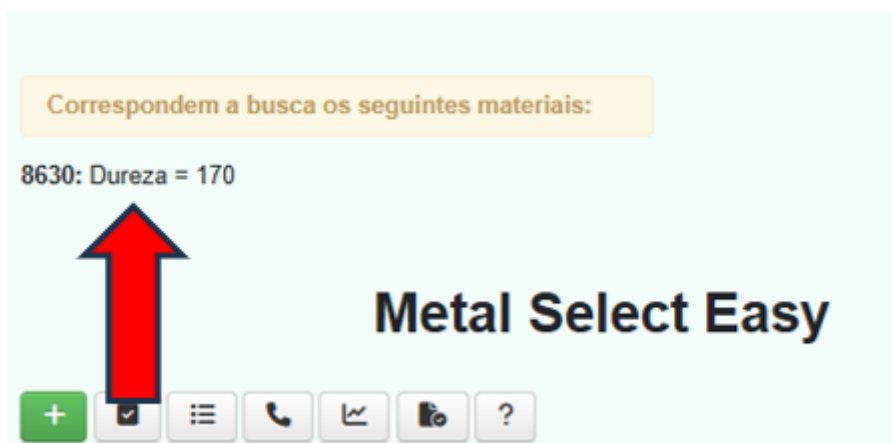 Correspondem a busca os seguintes materiais:
8630: Dureza = 170
Metal Select Easy
+
?